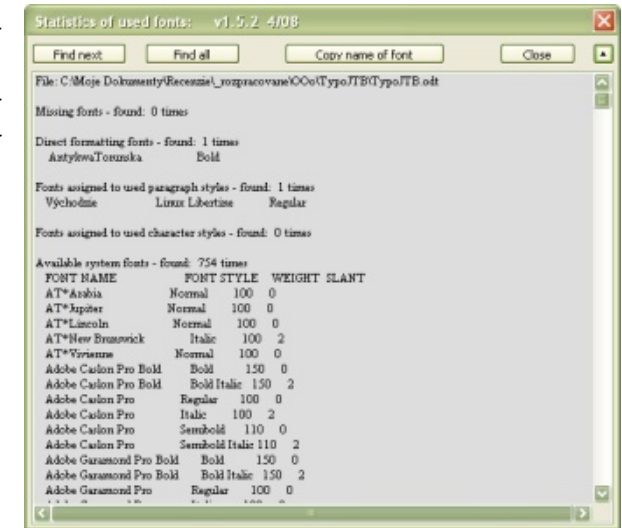 Statistics of used fonts: v1.5.2 4/08
Find next Find all Copy name of font Close
File: C:\Moje Dokumenty\Recenzie\_rozpracovane\OOo\TypoJTB\TypoJTB.odt
Missing fonts - found: 0 times
Direct formatting fonts - found: 1 times
AntykwaTorunska Bold
Fonts assigned to used paragraph styles - found: 1 times
Východzie Linux Libertine Regular
Fonts assigned to used character styles - found: 0 times
Available system fonts - found: 754 times
FONT NAME FONT STYLE WEIGHT SLANT
AT*Arabia Normal 100 0
AT*Jupiter Normal 100 0
AT*Lincoln Normal 100 0
AT*New Brunswick Italic 100 2
AT*Vivienne Normal 100 0
Adobe Caslon Pro Bold Bold 150 0
Adobe Caslon Pro Bold Bold Italic 150 2
Adobe Caslon Pro Regular 100 0
Adobe Caslon Pro Italic 100 2
Adobe Caslon Pro Semibold 110 0
Adobe Caslon Pro Semibold Italic 110 2
Adobe Garamond Pro Bold Bold 150 0
Adobe Garamond Pro Bold Bold Italic 150 2
Adobe Garamond Pro Regular 100 0